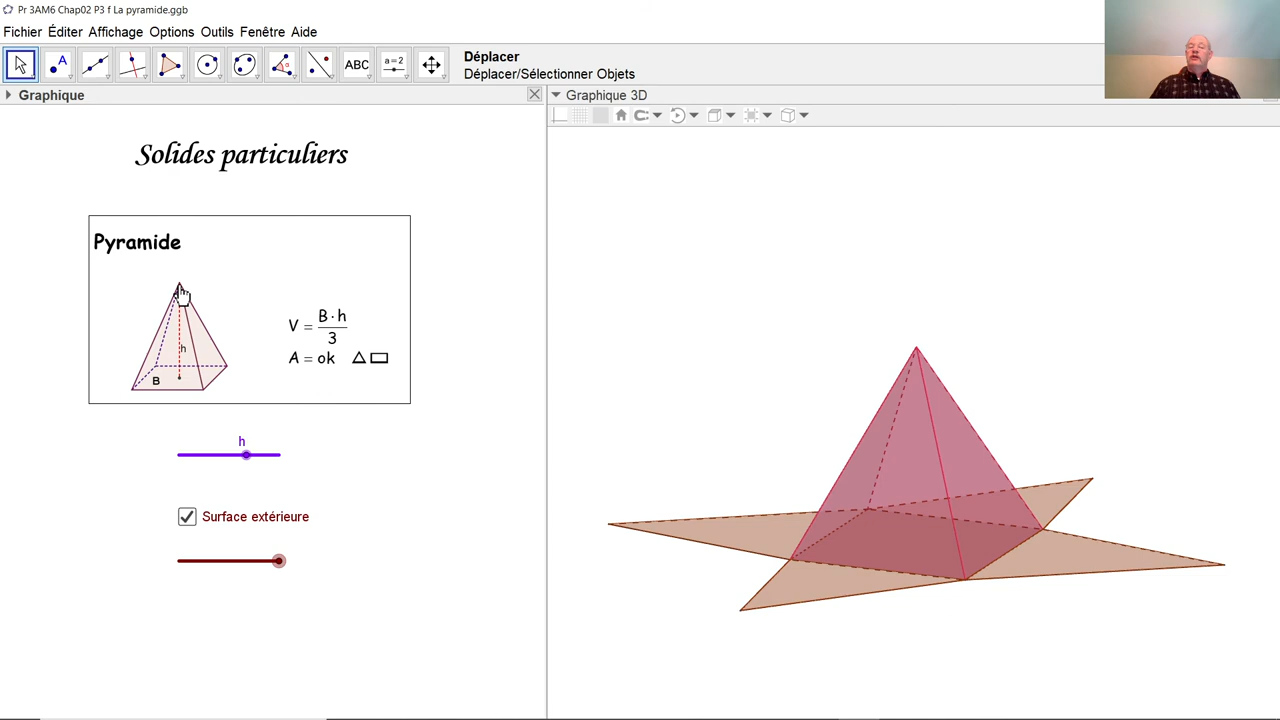 Pr 3AM6 Chap02 P3 f La pyramide.ggb
Fichier Éditer Affichage Options Outils Fenêtre Aide
A
ABC
a=2
Déplacer
Déplacer/Sélectionner Objets
Graphique
Graphique 3D
Solides particuliers
Pyramide
V = B·h / 3
A = ok
h
B
h
Surface extérieure